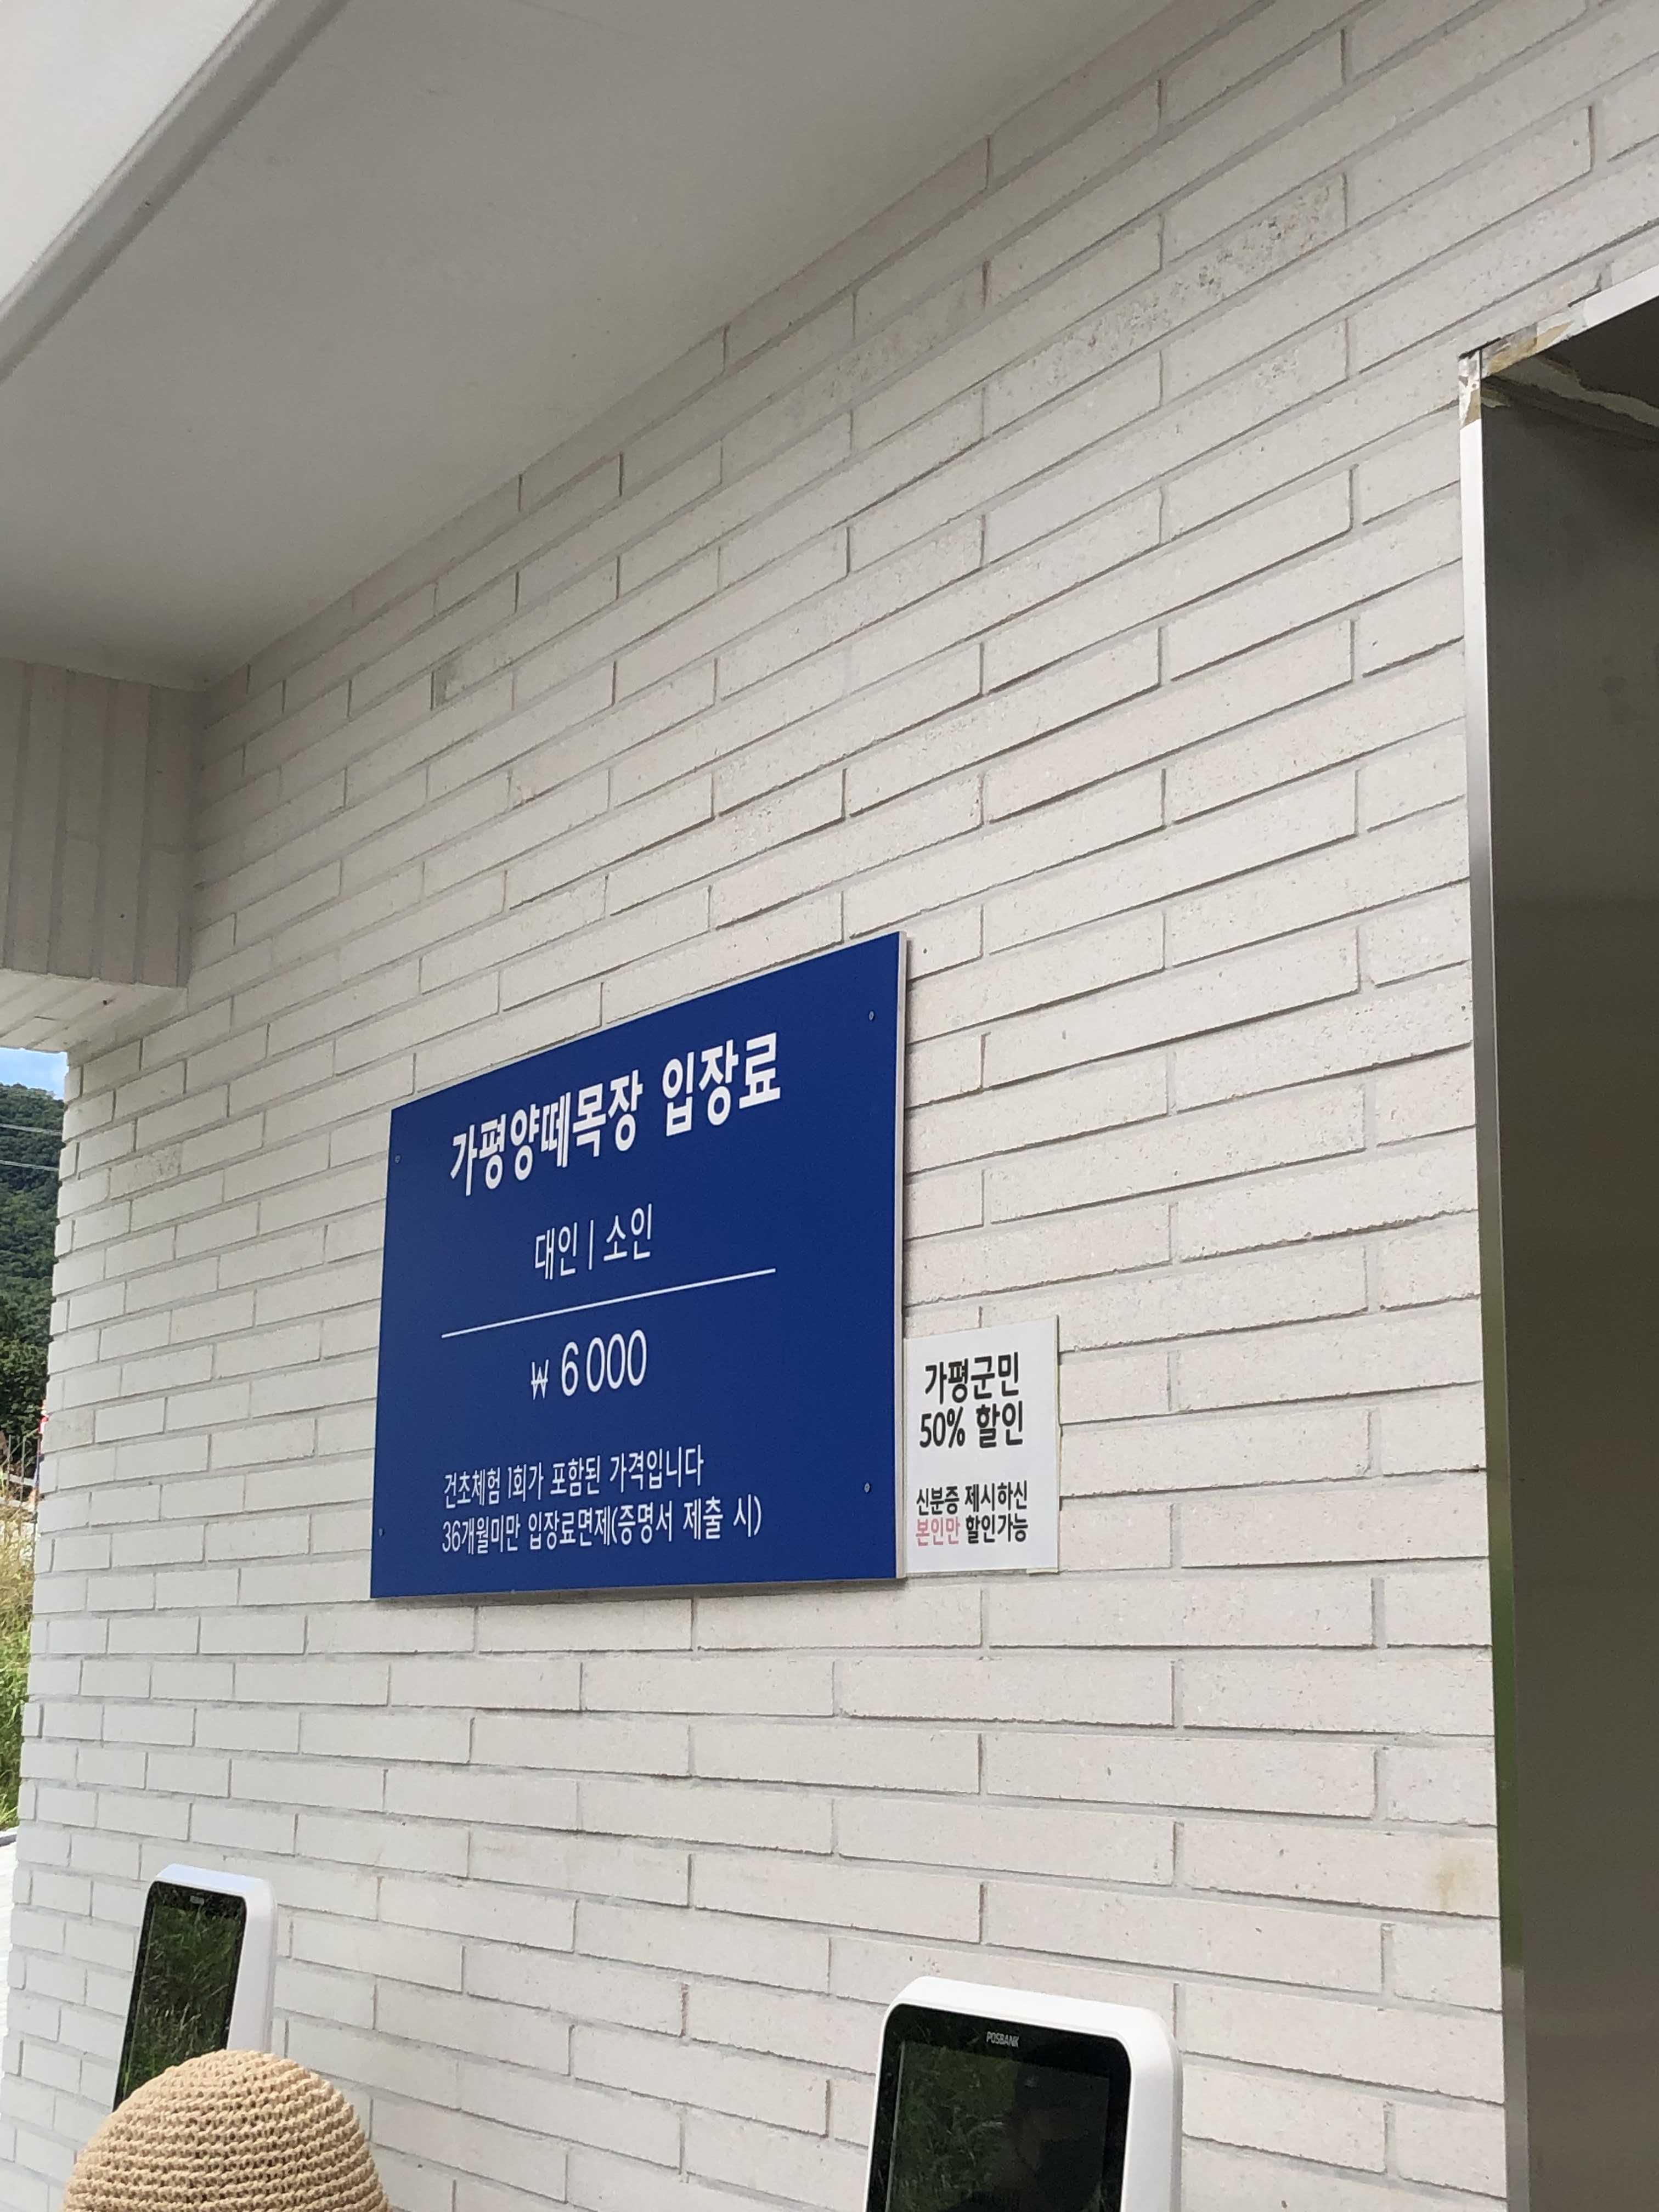 가평양떼목장 입장료
대인 | 소인
₩ 6000
건초체험 1회가 포함된 가격입니다
36개월미만 입장료면제(증명서 제출 시)
가평군민
50% 할인
신분증 제시하신
본인만 할인가능
POSBANK